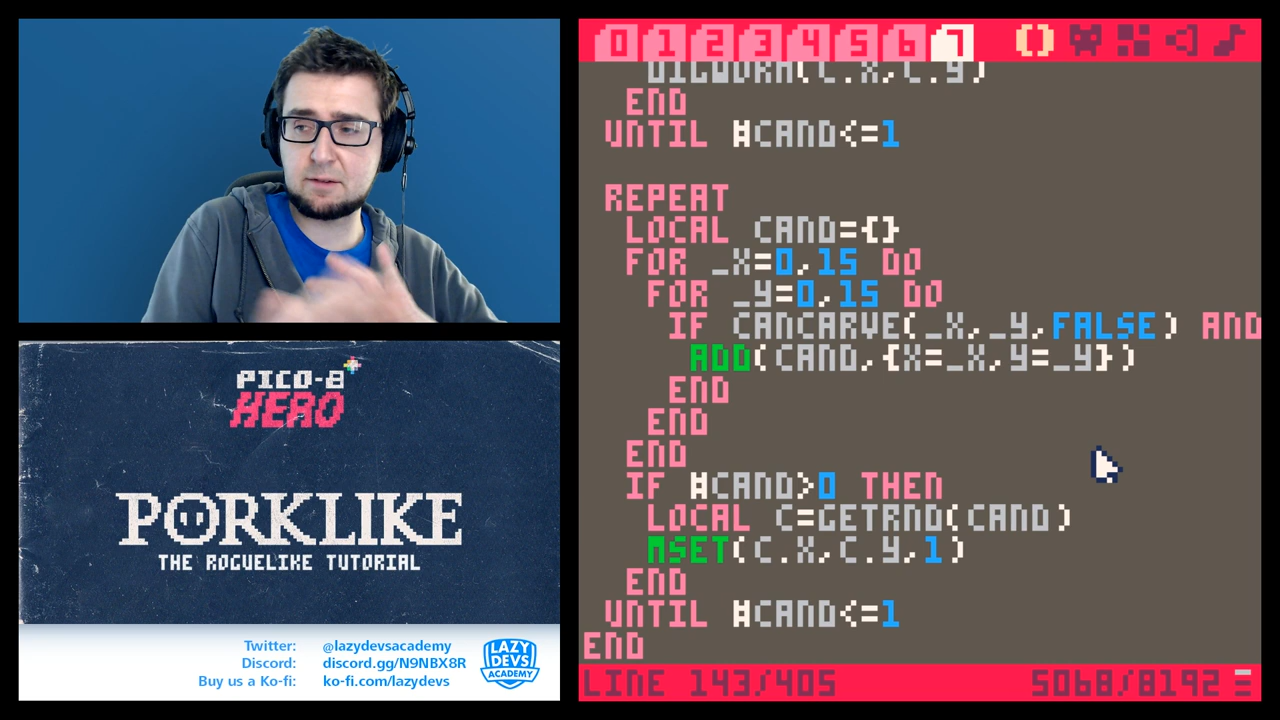 0 1 2 3 4 5 6 7
DIGWORM(C.X,C.Y)
END
UNTIL #CAND<=1
REPEAT
LOCAL CAND={}
FOR _X=0,15 DO
FOR _Y=0,15 DO
IF CANCARVE(_X,_Y,FALSE) AND
ADD(CAND,{X=_X,Y=_Y})
END
END
END
IF #CAND>0 THEN
LOCAL C=GETRND(CAND)
MSET(C.X,C.Y,1)
END
UNTIL #CAND<=1
END
LINE 143/405 5068/8192
PICO-8
HERO
PORKLIKE
THE ROGUELIKE TUTORIAL
Twitter: @lazydevsacademy
Discord: discord.gg/N9NBX8R
Buy us a Ko-fi: ko-fi.com/lazydevs
LAZY
DEVS
ACADEMY